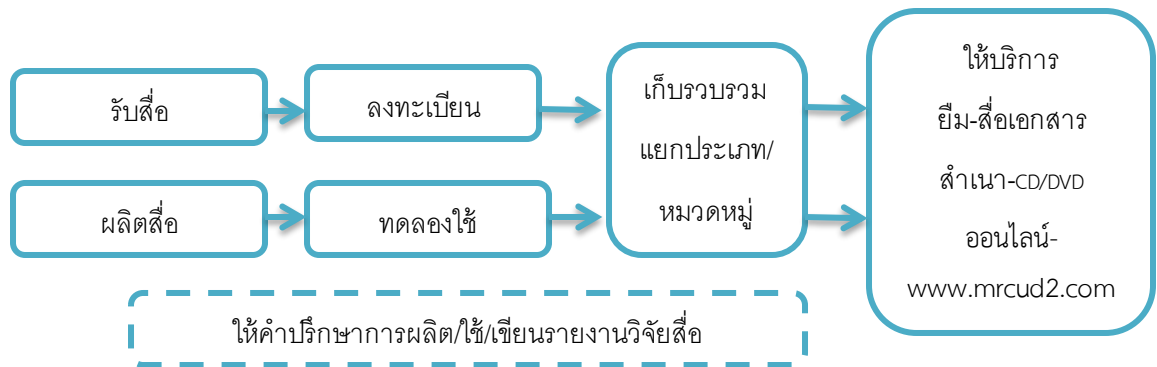 รับสื่อ
ลงทะเบียน
ผลิตสื่อ
ทดลองใช้
เก็บรวบรวม
แยกประเภท/
หมวดหมู่
ให้บริการ
ยืม-สื่อเอกสาร
สำเนา-CD/DVD
ออนไลน์-
www.mrcud2.com
ให้คำปรึกษาการผลิต/ใช้/เขียนรายงานวิจัยสื่อ